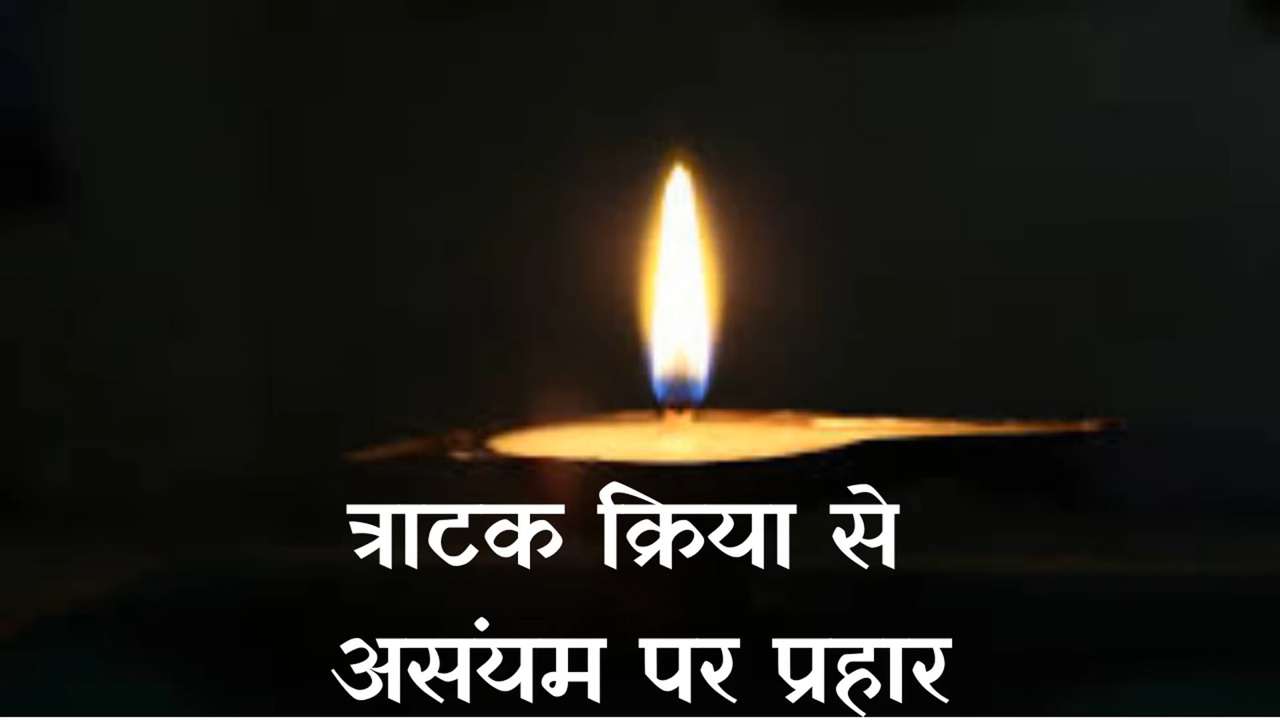 त्राटक क्रिया से
असंयम पर प्रहार